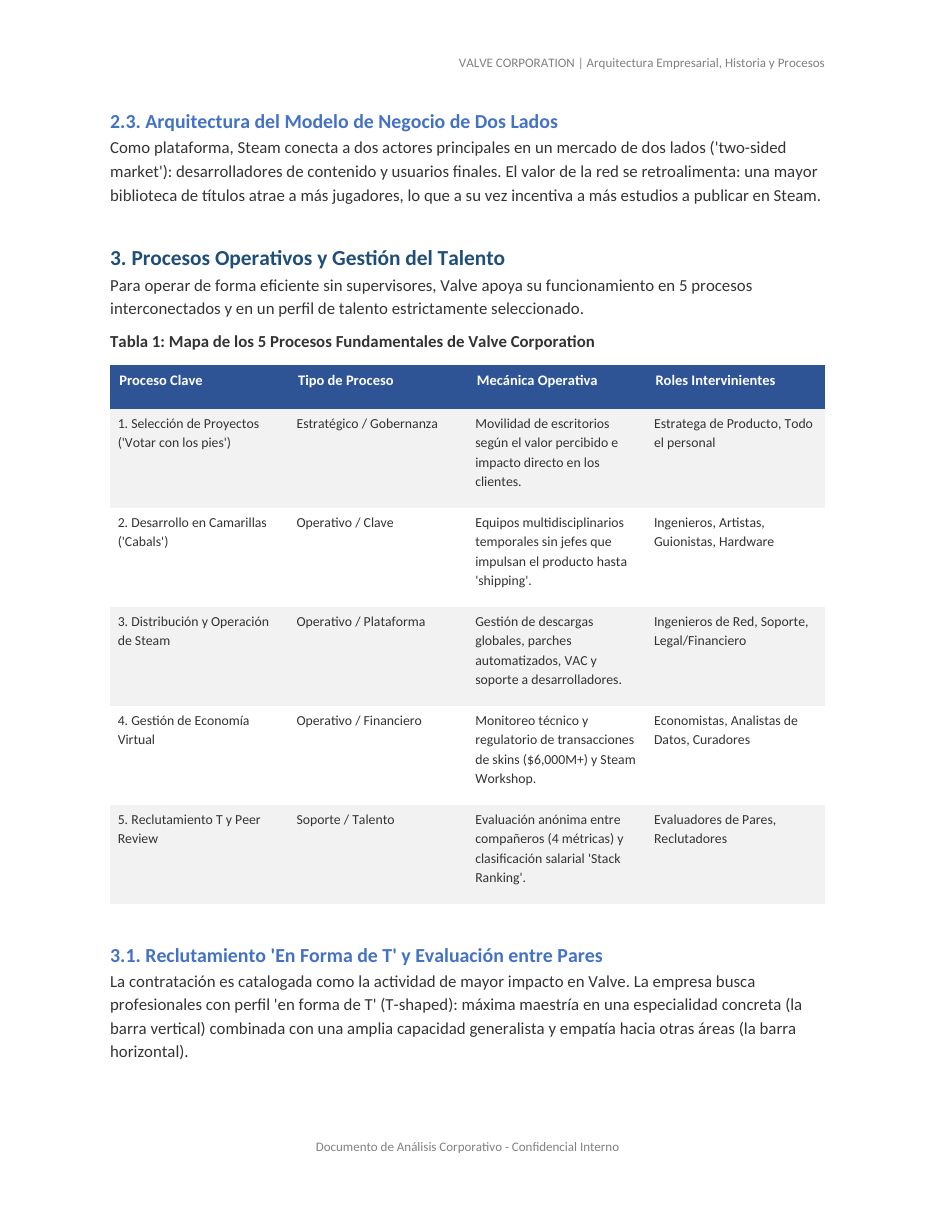 VALVE CORPORATION | Arquitectura Empresarial, Historia y Procesos
2.3. Arquitectura del Modelo de Negocio de Dos Lados
Como plataforma, Steam conecta a dos actores principales en un mercado de dos lados ('two-sided
market'): desarrolladores de contenido y usuarios finales. El valor de la red se retroalimenta: una mayor
biblioteca de títulos atrae a más jugadores, lo que a su vez incentiva a más estudios a publicar en Steam.
3. Procesos Operativos y Gestión del Talento
Para operar de forma eficiente sin supervisores, Valve apoya su funcionamiento en 5 procesos
interconectados y en un perfil de talento estrictamente seleccionado.
Tabla 1: Mapa de los 5 Procesos Fundamentales de Valve Corporation
Proceso Clave
Tipo de Proceso
Mecánica Operativa
Roles Intervinientes
1. Selección de Proyectos
('Votar con los pies')
Estratégico / Gobernanza
Movilidad de escritorios
según el valor percibido e
impacto directo en los
clientes.
Estratega de Producto, Todo
el personal
2. Desarrollo en Camarillas
('Cabals')
Operativo / Clave
Equipos multidisciplinarios
temporales sin jefes que
impulsan el producto hasta
'shipping'.
Ingenieros, Artistas,
Guionistas, Hardware
3. Distribución y Operación
de Steam
Operativo / Plataforma
Gestión de descargas
globales, parches
automatizados, VAC y
soporte a desarrolladores.
Ingenieros de Red, Soporte,
Legal/Financiero
4. Gestión de Economía
Virtual
Operativo / Financiero
Monitoreo técnico y
regulatorio de transacciones
de skins ($6,000M+) y Steam
Workshop.
Economistas, Analistas de
Datos, Curadores
5. Reclutamiento T y Peer
Review
Soporte / Talento
Evaluación anónima entre
compañeros (4 métricas) y
clasificación salarial 'Stack
Ranking'.
Evaluadores de Pares,
Reclutadores
3.1. Reclutamiento 'En Forma de T' y Evaluación entre Pares
La contratación es catalogada como la actividad de mayor impacto en Valve. La empresa busca
profesionales con perfil 'en forma de T' (T-shaped): máxima maestría en una especialidad concreta (la
barra vertical) combinada con una amplia capacidad generalista y empatía hacia otras áreas (la barra
horizontal).
Documento de Análisis Corporativo - Confidencial Interno